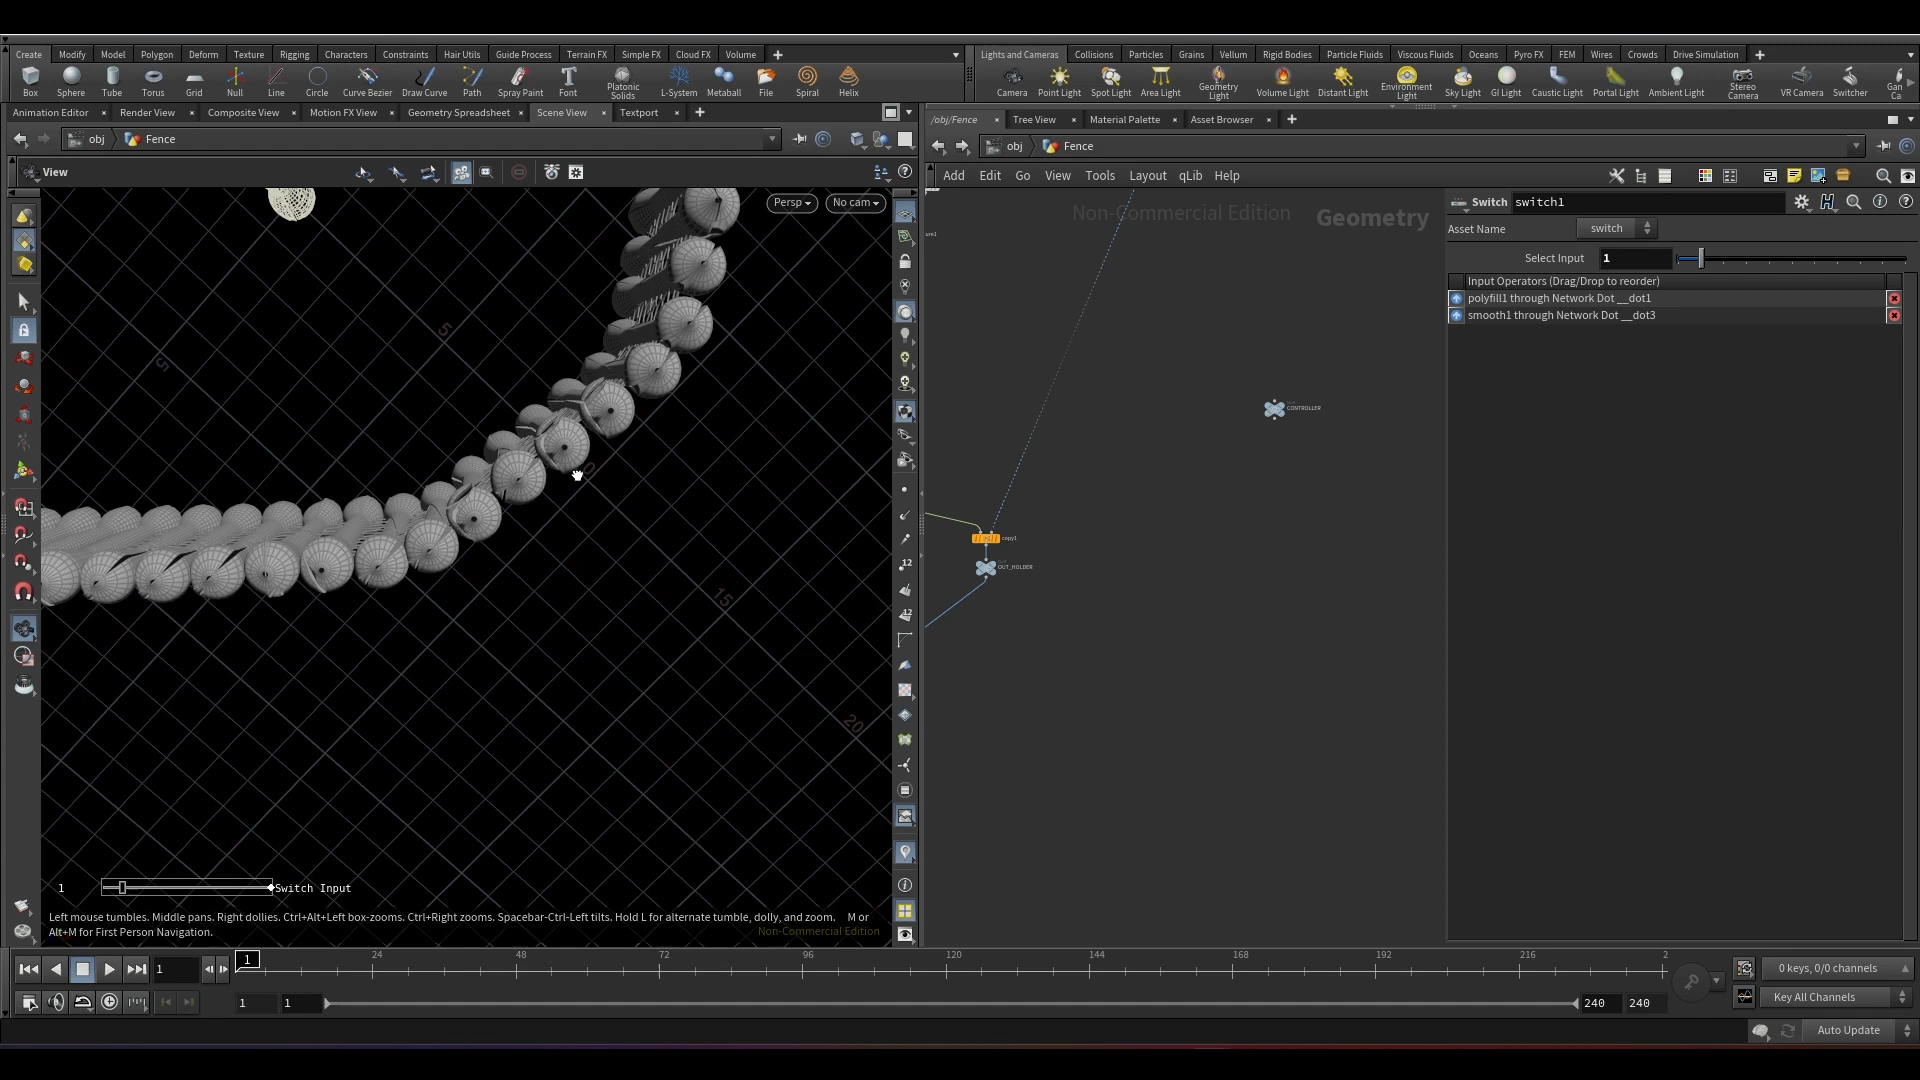 Create Modify Model Polygon Deform Texture Rigging Characters Constraints Hair Utils Guide Process Terrain FX Simple FX Cloud FX Volume
Lights and Cameras Collisions Particles Grains Vellum Rigid Bodies Particle Fluids Viscous Fluids Oceans Pyro FX FEM Wires Crowds Drive Simulation
Box Sphere Tube Torus Grid Null Line Circle Curve Bezier Draw Curve Path Spray Paint Font Platonic Solids L-System Metaball File Spiral Helix
Camera Point Light Spot Light Area Light Geometry Light Volume Light Distant Light Environment Light Sky Light GI Light Caustic Light Portal Light Ambient Light Stereo Camera VR Camera Switcher
Animation Editor Render View Composite View Motion FX View Geometry Spreadsheet Scene View Textport
/obj/Fence Tree View Material Palette Asset Browser
obj Fence
obj Fence
View
Add Edit Go View Tools Layout qLib Help
Persp No cam
Non-Commercial Edition Geometry
Switch switch1
Asset Name switch
Select Input 1
Input Operators (Drag/Drop to reorder)
polyfill1 through Network Dot __dot1
smooth1 through Network Dot __dot3
CONTROLLER
copy1
OUT_HOLDER
5
5
15
20
12
12
1 Switch Input
Left mouse tumbles. Middle pans. Right dollies. Ctrl+Alt+Left box-zooms. Ctrl+Right zooms. Spacebar-Ctrl-Left tilts. Hold L for alternate tumble, dolly, and zoom. M or
Alt+M for First Person Navigation.
Non-Commercial Edition
1 1 24 48 72 96 120 144 168 192 216 2
0 keys, 0/0 channels
1 1 240 240
Key All Channels
Auto Update